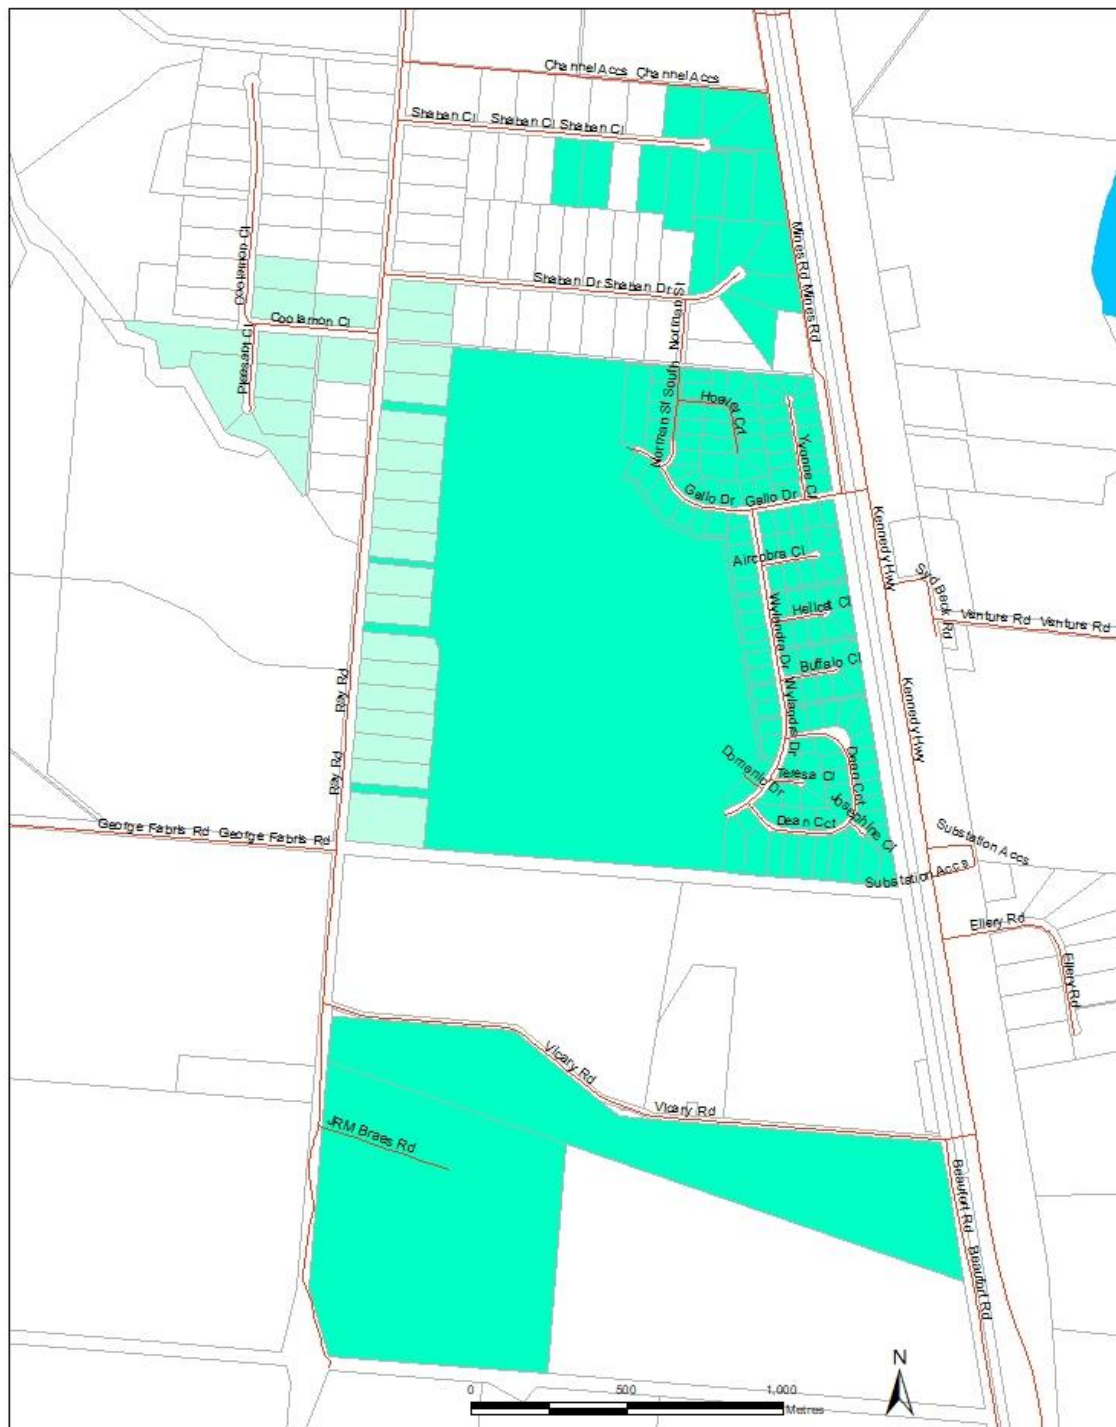 Channel Accs Channel Accs
Shaban Cl Shaban Cl Shaban Cl
Coolamon Cl
Mines Rd Mines Rd
Shaban Dr Shaban Dr
Norman St
Coolamon Cl
Pleasant Cl
Norman St South
Hoevet Crt
Yvonne Cl
Gallo Dr Gallo Dr
Kennedy Hwy
Aircobra Cl
Syd Beck Rd
Hellcat Cl
Venture Rd Venture Rd
Wylandra Dr
Buffalo Cl
Ray Rd
Wylandra Dr
Kennedy Hwy
Ray Rd
Domenic Dr
Teresa Cl
Dean Cct
Josephine Cl
George Fabris Rd George Fabris Rd
Dean Cct
Substation Accs
Substation Accs
Ellery Rd
Ellery Rd
Vicary Rd
Vicary Rd
JRM Braes Rd
Beaufort Rd Beaufort Rd
N
0 500 1,000
Metres